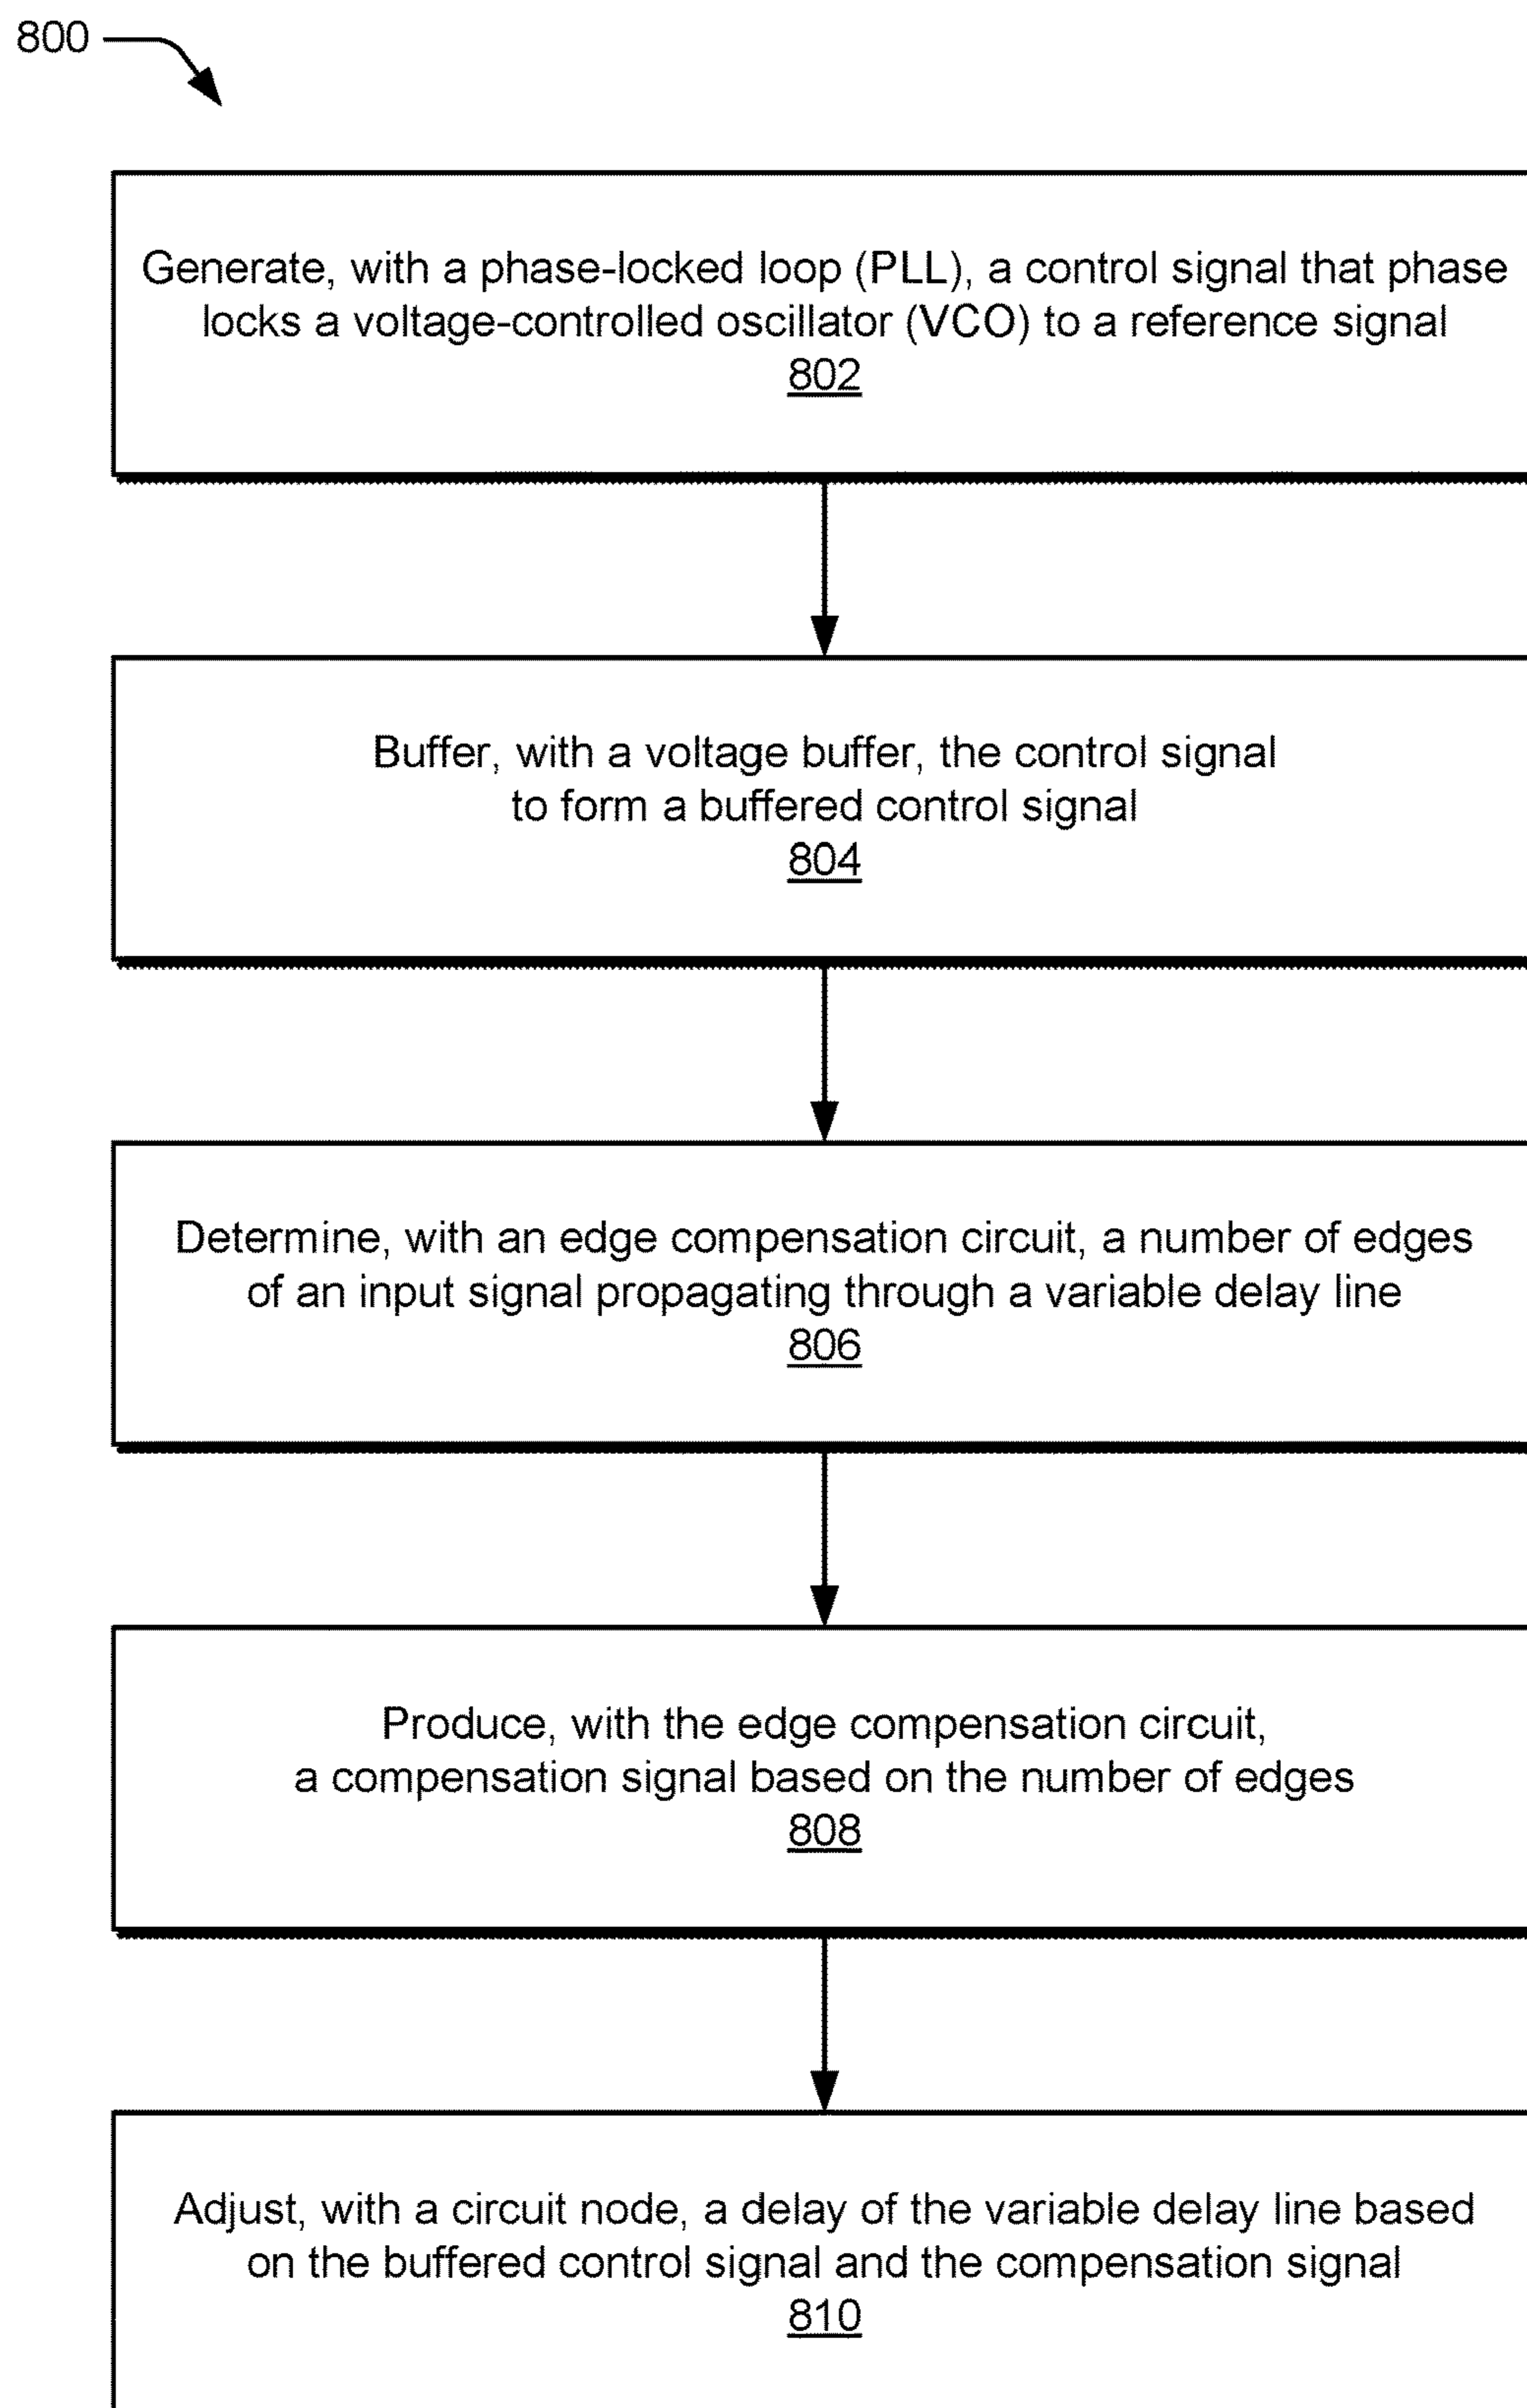 800
Generate, with a phase-locked loop (PLL), a control signal that phase
locks a voltage-controlled oscillator (VCO) to a reference signal
802
Buffer, with a voltage buffer, the control signal
to form a buffered control signal
804
Determine, with an edge compensation circuit, a number of edges
of an input signal propagating through a variable delay line
806
Produce, with the edge compensation circuit,
a compensation signal based on the number of edges
808
Adjust, with a circuit node, a delay of the variable delay line based
on the buffered control signal and the compensation signal
810